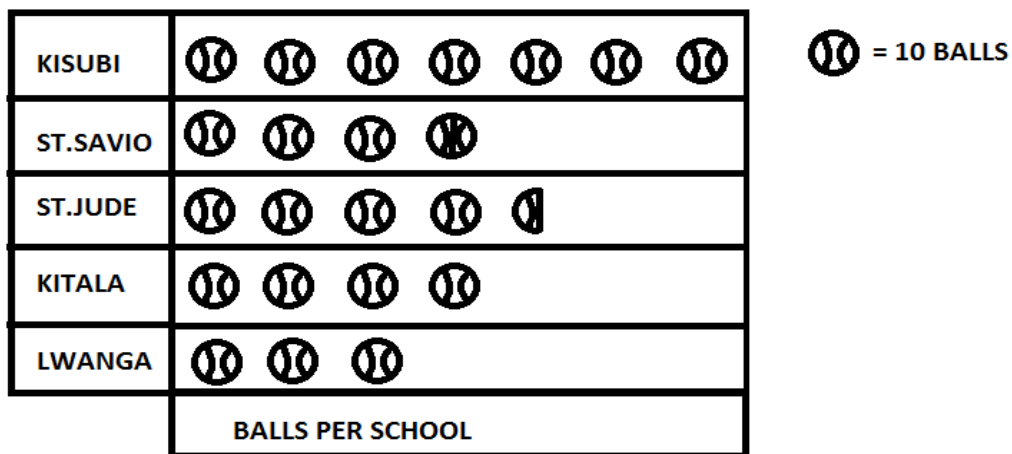 KISUBI
= 10 BALLS
ST.SAVIO
ST.JUDE
KITALA
LWANGA
BALLS PER SCHOOL